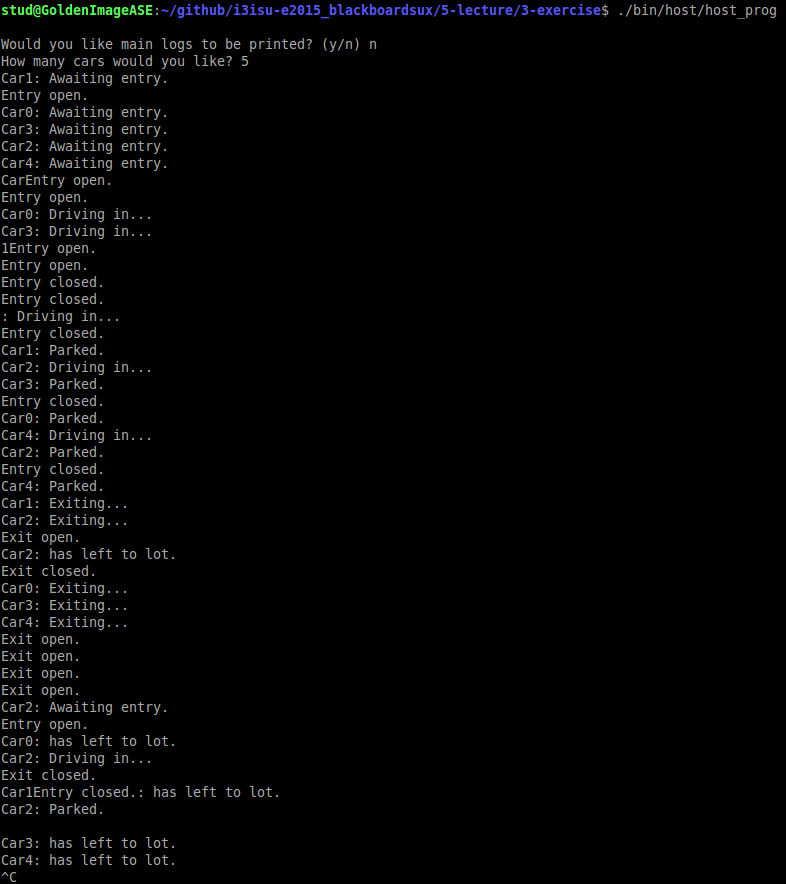 stud@GoldenImageASE:~/github/i3isu-e2015_blackboardsux/5-lecture/3-exercise$ ./bin/host/host_prog
Would you like main logs to be printed? (y/n) n
How many cars would you like? 5
Car1: Awaiting entry.
Entry open.
Car0: Awaiting entry.
Car3: Awaiting entry.
Car2: Awaiting entry.
Car4: Awaiting entry.
CarEntry open.
Entry open.
Car0: Driving in...
Car3: Driving in...
1Entry open.
Entry open.
Entry closed.
Entry closed.
: Driving in...
Entry closed.
Car1: Parked.
Car2: Driving in...
Car3: Parked.
Entry closed.
Car0: Parked.
Car4: Driving in...
Car2: Parked.
Entry closed.
Car4: Parked.
Car1: Exiting...
Car2: Exiting...
Exit open.
Car2: has left to lot.
Exit closed.
Car0: Exiting...
Car3: Exiting...
Car4: Exiting...
Exit open.
Exit open.
Exit open.
Exit open.
Car2: Awaiting entry.
Entry open.
Car0: has left to lot.
Car2: Driving in...
Exit closed.
Car1Entry closed.: has left to lot.
Car2: Parked.
Car3: has left to lot.
Car4: has left to lot.
^C